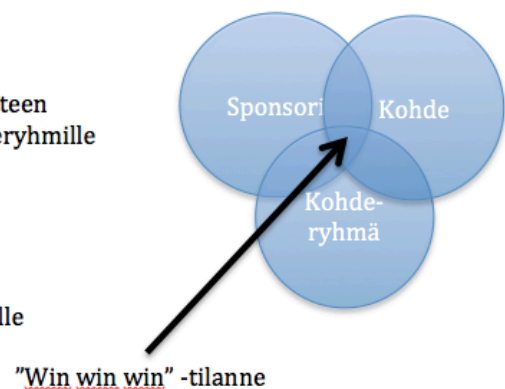 teen
eryhmille
Sponsori
Kohde
Kohde-
ryhmä
lle
”Win win win” -tilanne